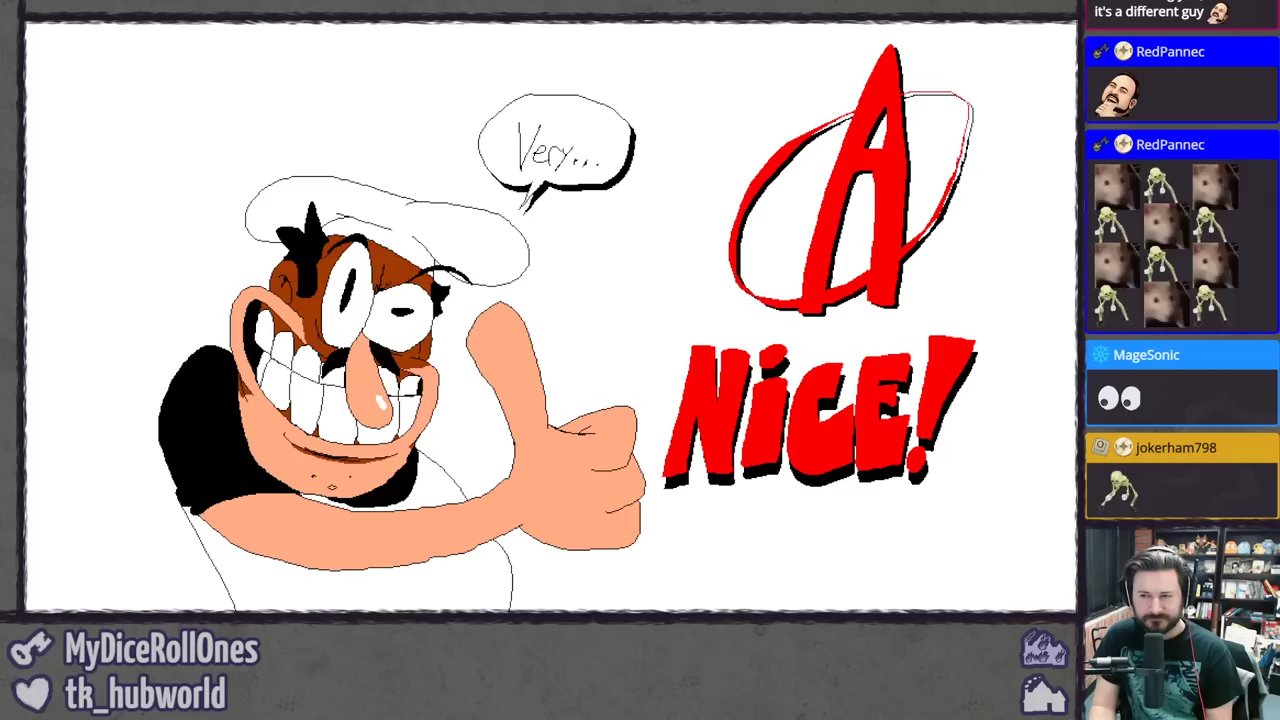 it's a different guy
RedPannec
RedPannec
MageSonic
jokerham798
Very...
A
NiCE!
MyDiceRollOnes
tk_hubworld